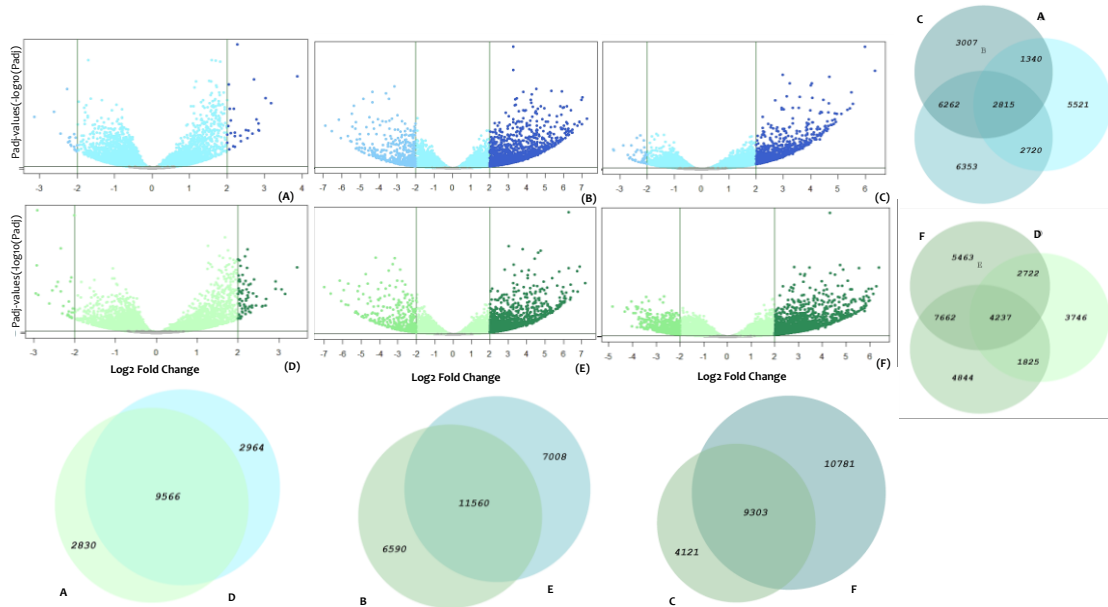 C A
3007 B 1340
6262 2815 5521
2720
6353
Padj-values(-log10(Padj)
-3 -2 -1 0 1 2 3 4
(A)
-7 -6 -5 -4 -3 -2 -1 0 1 2 3 4 5 6 7
(B)
-3 -2 -1 0 1 2 3 4 5 6
(C)
F D
5463 E 2722
7662 4237 3746
1825
4844
Padj-values(-log10(Padj)
-3 -2 -1 0 1 2 3
Log2 Fold Change (D)
-7 -6 -5 -4 -3 -2 -1 0 1 2 3 4 5 6 7
Log2 Fold Change (E)
-5 -4 -3 -2 -1 0 1 2 3 4 5 6
Log2 Fold Change (F)
2964
9566
2830
A D
7008
11560
6590
B E
10781
9303
4121
C F